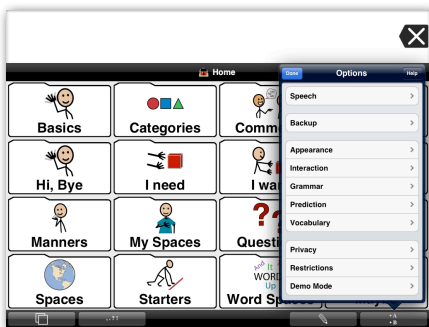 Home
Done
Options
Help
Speech
Backup
Appearance
Interaction
Grammar
Prediction
Vocabulary
Privacy
Restrictions
Demo Mode
Basics
Categories
Hi, Bye
I need
Manners
My Spaces
Spaces
Starters
And It
Up
..?!